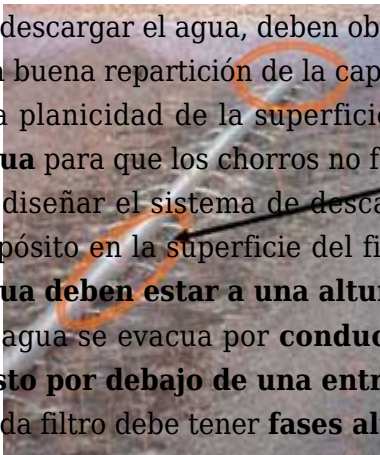 descargar el agua, deben ob
buena repartición de la cap
planicidad de la superficie
ua para que los chorros no f
diseñar el sistema de desca
pósito en la superficie del fi
ua deben estar a una altur
agua se evacua por conduc
sto por debajo de una entr
da filtro debe tener fases al